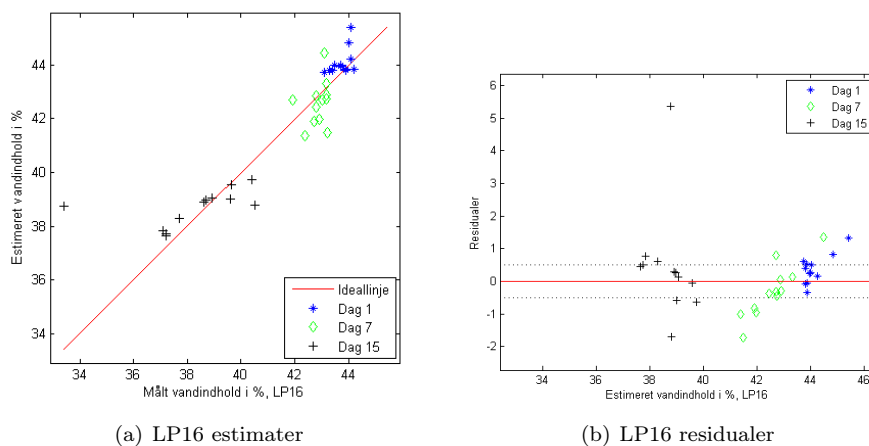 44
42
40
38
36
34
Estimeret vandindhold i %
Ideallinje
Dag 1
Dag 7
Dag 15
34 36 38 40 42 44
Målt vandindhold i %, LP16
(a) LP16 estimater
6
5
4
3
2
1
0
-1
-2
Residualer
Dag 1
Dag 7
Dag 15
34 36 38 40 42 44 46
Estimeret vandindhold i %, LP16
(b) LP16 residualer